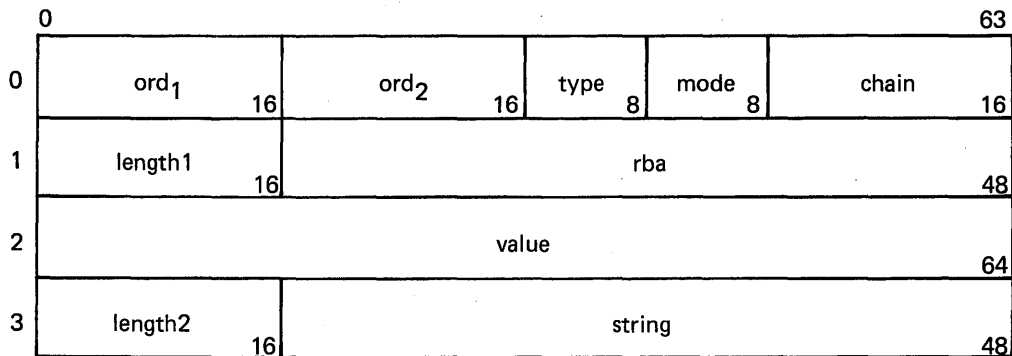 0 63
0 ord1 16 ord2 16 type 8 mode 8 chain 16
1 length1 16 rba 48
2 value 64
3 length2 16 string 48